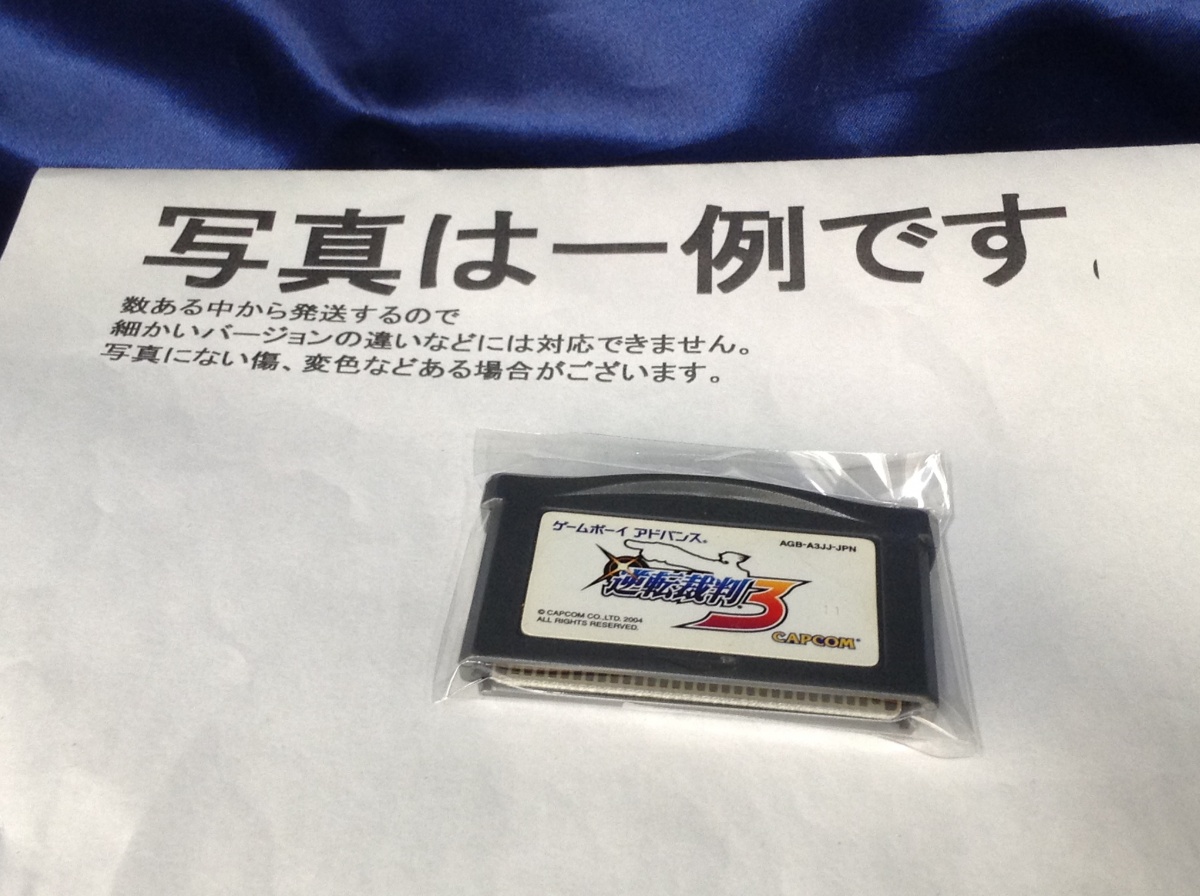 写真は一例です。
数ある中から発送するので
細かいバージョンの違いなどには対応できません。
写真にない傷、変色などある場合がございます。
ゲームボーイ アドバンス®
AGB-A3JJ-JPN
逆転裁判3
© CAPCOM CO.,LTD. 2004
ALL RIGHTS RESERVED.
11
CAPCOM®